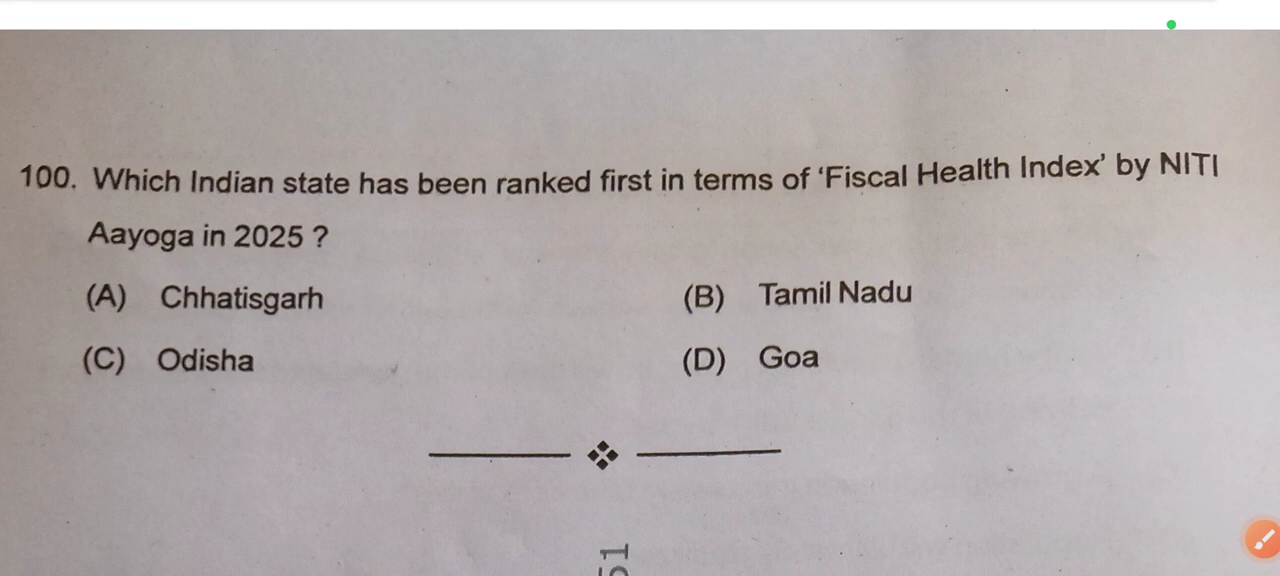 100. Which Indian state has been ranked first in terms of ‘Fiscal Health Index’ by NITI
Aayoga in 2025 ?
(A) Chhatisgarh (B) Tamil Nadu
(C) Odisha (D) Goa